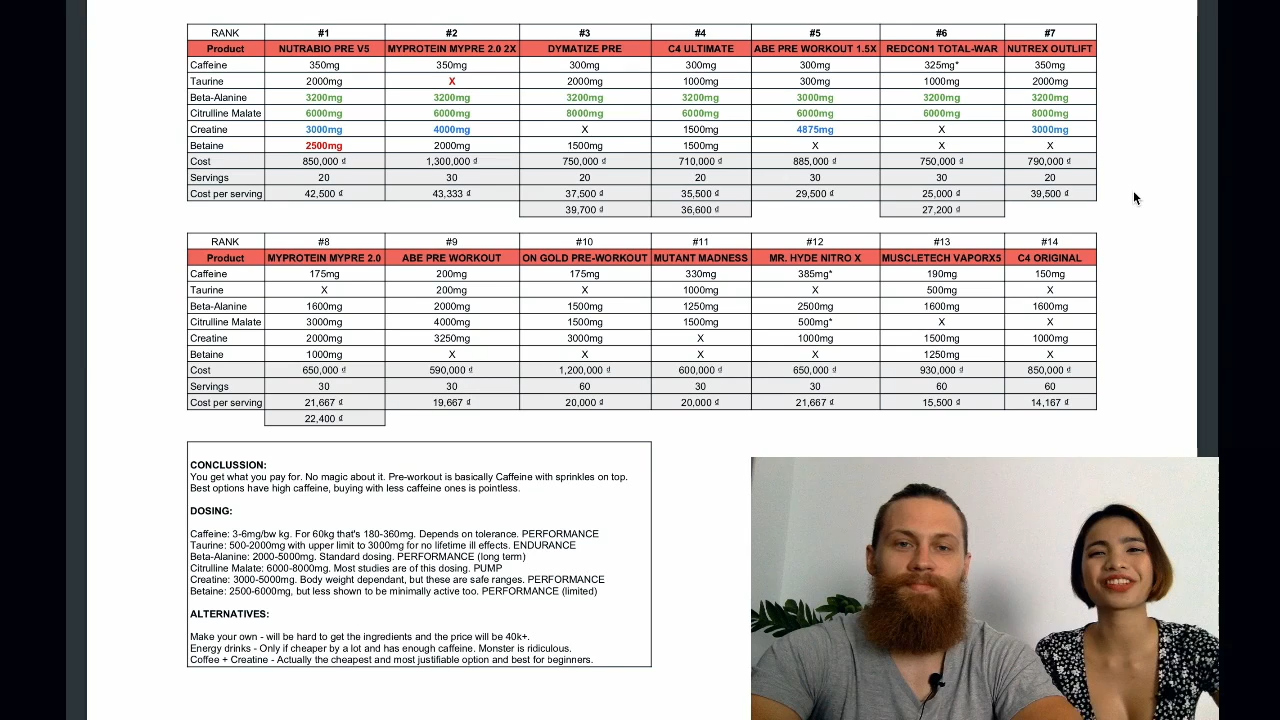 RANK #1 #2 #3 #4 #5 #6 #7
Product NUTRABIO PRE V5 MYPROTEIN MYPRE 2.0 2X DYMATIZE PRE C4 ULTIMATE ABE PRE WORKOUT 1.5X REDCON1 TOTAL-WAR NUTREX OUTLIFT
Caffeine 350mg 350mg 300mg 300mg 300mg 325mg* 350mg
Taurine 2000mg X 2000mg 1000mg 300mg 1000mg 2000mg
Beta-Alanine 3200mg 3200mg 3200mg 3200mg 3000mg 3200mg 3200mg
Citrulline Malate 6000mg 6000mg 8000mg 6000mg 6000mg 6000mg 8000mg
Creatine 3000mg 4000mg X 1500mg 4875mg X 3000mg
Betaine 2500mg 2000mg 1500mg 1500mg X X X
Cost 850,000 ₫ 1,300,000 ₫ 750,000 ₫ 710,000 ₫ 885,000 ₫ 750,000 ₫ 790,000 ₫
Servings 20 30 20 20 30 30 20
Cost per serving 42,500 ₫ 43,333 ₫ 37,500 ₫ 35,500 ₫ 29,500 ₫ 25,000 ₫ 39,500 ₫
39,700 ₫ 36,600 ₫ 27,200 ₫
RANK #8 #9 #10 #11 #12 #13 #14
Product MYPROTEIN MYPRE 2.0 ABE PRE WORKOUT ON GOLD PRE-WORKOUT MUTANT MADNESS MR. HYDE NITRO X MUSCLETECH VAPORX5 C4 ORIGINAL
Caffeine 175mg 200mg 175mg 330mg 385mg* 190mg 150mg
Taurine X 200mg X 1000mg X 500mg X
Beta-Alanine 1600mg 2000mg 1500mg 1250mg 2500mg 1600mg 1600mg
Citrulline Malate 3000mg 4000mg 1500mg 1500mg 500mg* X X
Creatine 2000mg 3250mg 3000mg X 1000mg 1500mg 1000mg
Betaine 1000mg X X X X 1250mg X
Cost 650,000 ₫ 590,000 ₫ 1,200,000 ₫ 600,000 ₫ 650,000 ₫ 930,000 ₫ 850,000 ₫
Servings 30 30 60 30 30 60 60
Cost per serving 21,667 ₫ 19,667 ₫ 20,000 ₫ 20,000 ₫ 21,667 ₫ 15,500 ₫ 14,167 ₫
22,400 ₫
CONCLUSSION:
You get what you pay for. No magic about it. Pre-workout is basically Caffeine with sprinkles on top.
Best options have high caffeine, buying with less caffeine ones is pointless.
DOSING:
Caffeine: 3-6mg/bw kg. For 60kg that's 180-360mg. Depends on tolerance. PERFORMANCE
Taurine: 500-2000mg with upper limit to 3000mg for no lifetime ill effects. ENDURANCE
Beta-Alanine: 2000-5000mg. Standard dosing. PERFORMANCE (long term)
Citrulline Malate: 6000-8000mg. Most studies are of this dosing. PUMP
Creatine: 3000-5000mg. Body weight dependant, but these are safe ranges. PERFORMANCE
Betaine: 2500-6000mg, but less shown to be minimally active too. PERFORMANCE (limited)
ALTERNATIVES:
Make your own - will be hard to get the ingredients and the price will be 40k+.
Energy drinks - Only if cheaper by a lot and has enough caffeine. Monster is ridiculous.
Coffee + Creatine - Actually the cheapest and most justifiable option and best for beginners.